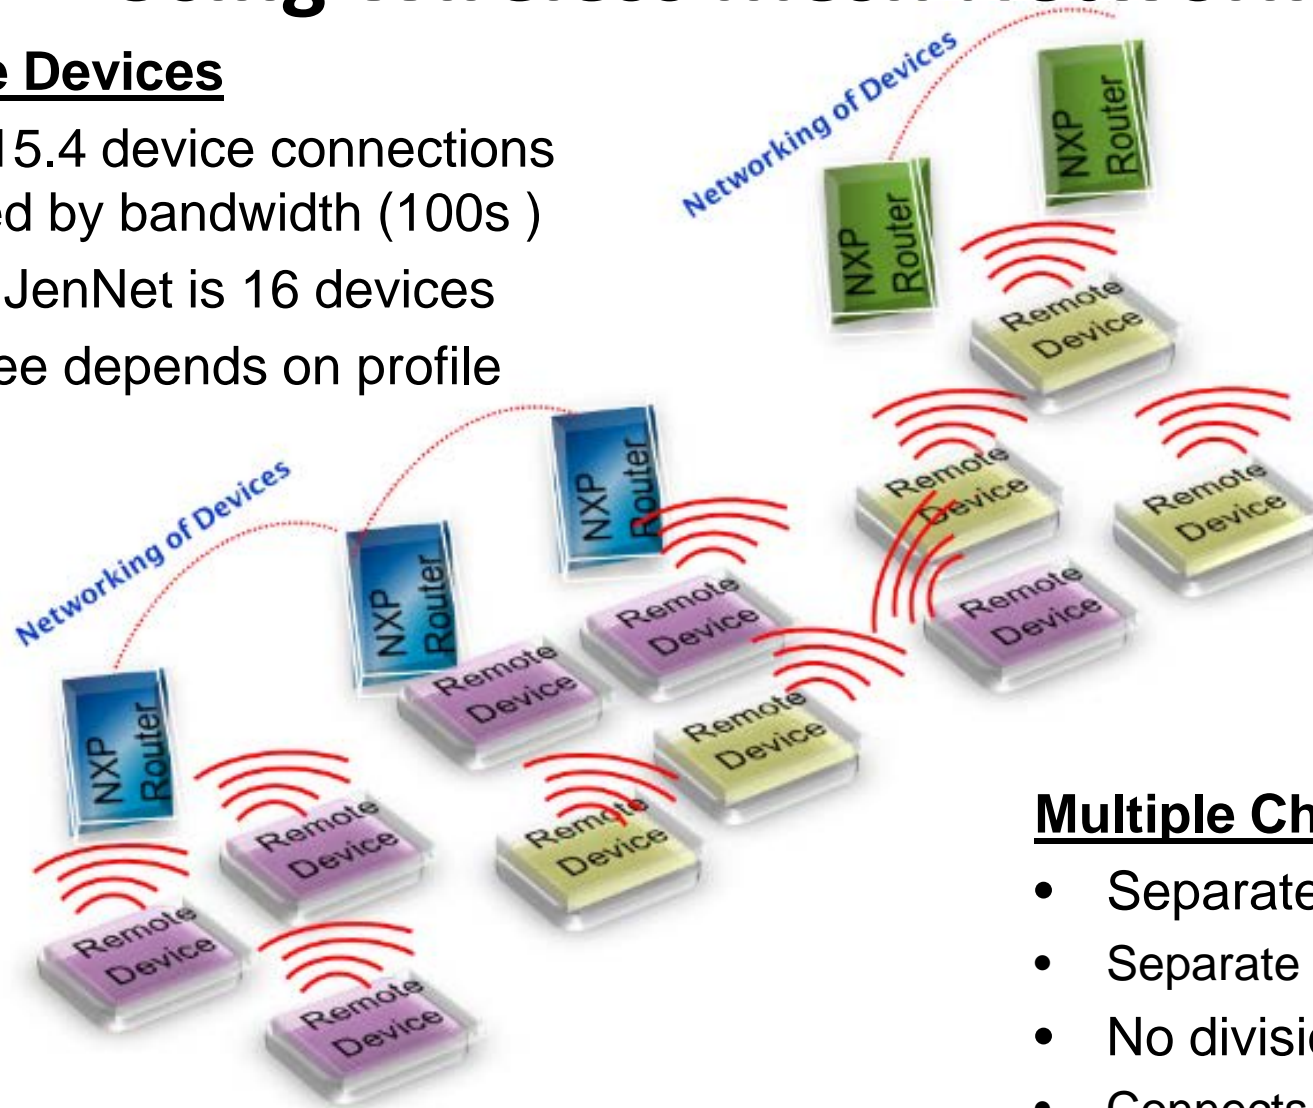 e Devices
15.4 device connections
ed by bandwidth (100s )
JenNet is 16 devices
ee depends on profile
Networking of Devices
NXP
Router
NXP
Router
Remote
Device
Remote
Device
Remote
Device
Remote
Device
Networking of Devices
NXP
Router
NXP
Router
NXP
Router
Remote
Device
Remote
Device
Remote
Device
Remote
Device
Remote
Device
Remote
Device
Remote
Device
Multiple Ch
• Separate
• Separate
• No divisi
• Connects